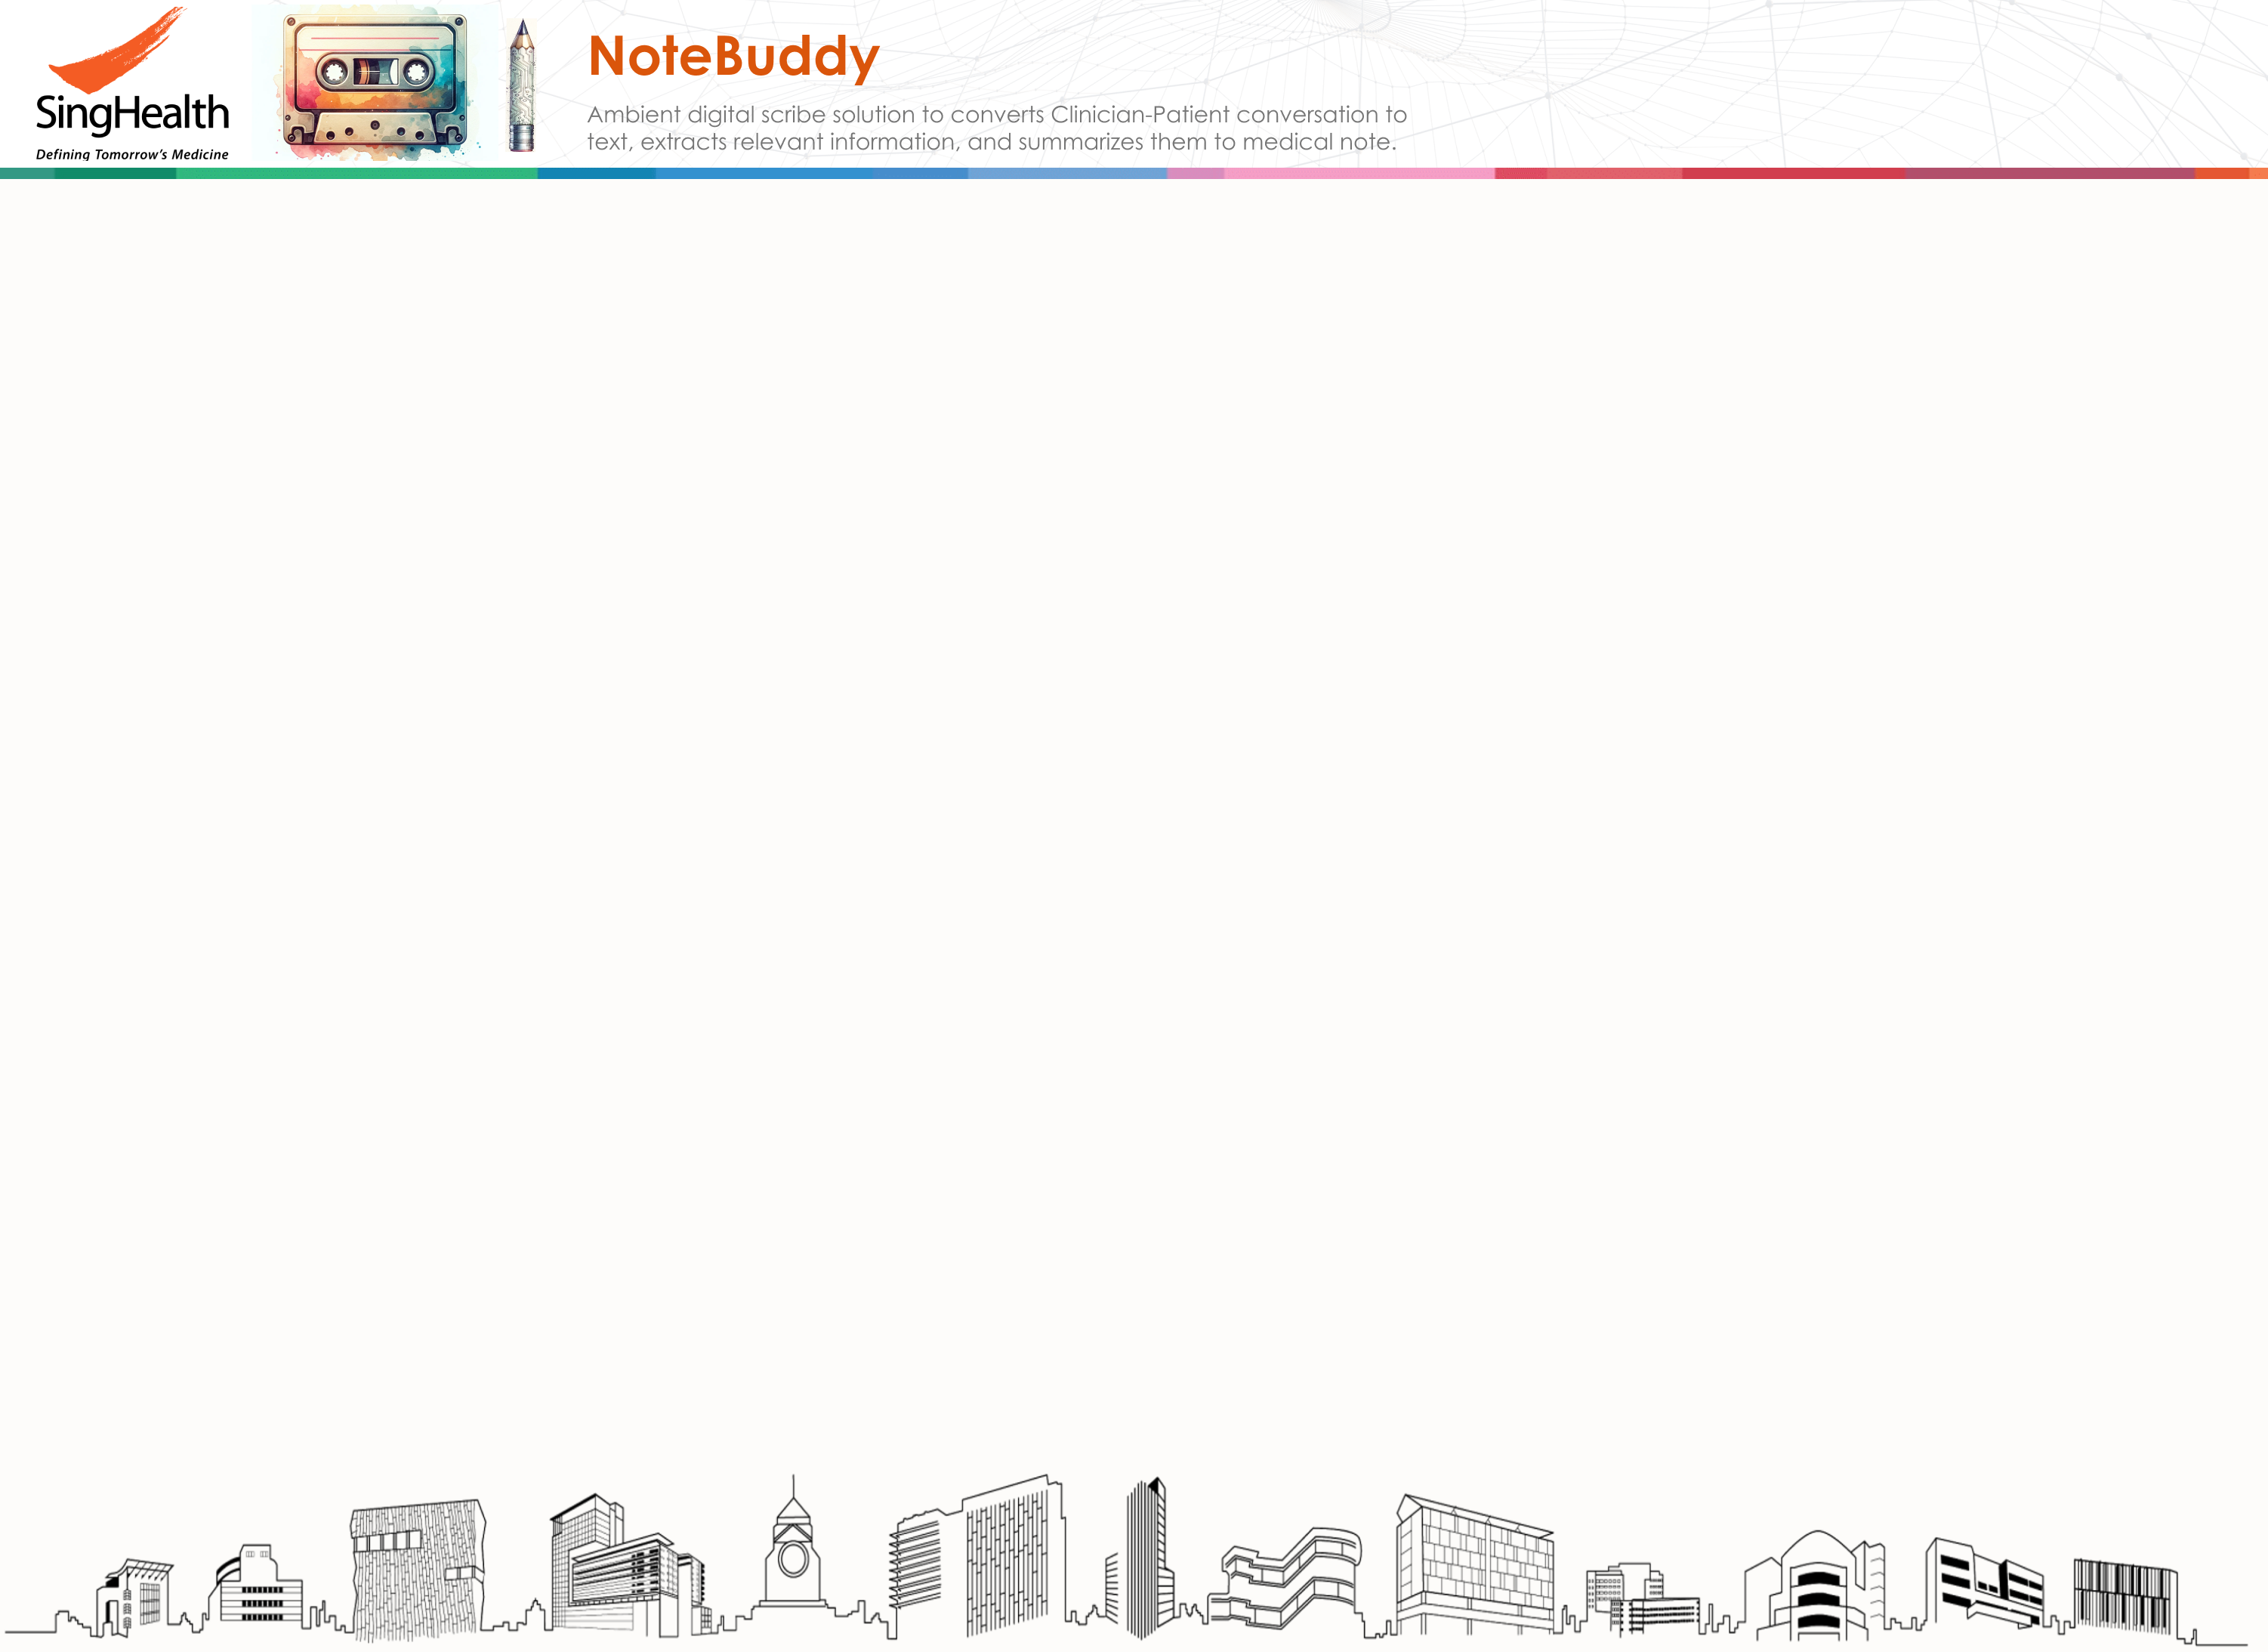 SingHealth
Defining Tomorrow's Medicine
NoteBuddy
Ambient digital scribe solution to converts Clinician-Patient conversation to
text, extracts relevant information, and summarizes them to medical note.